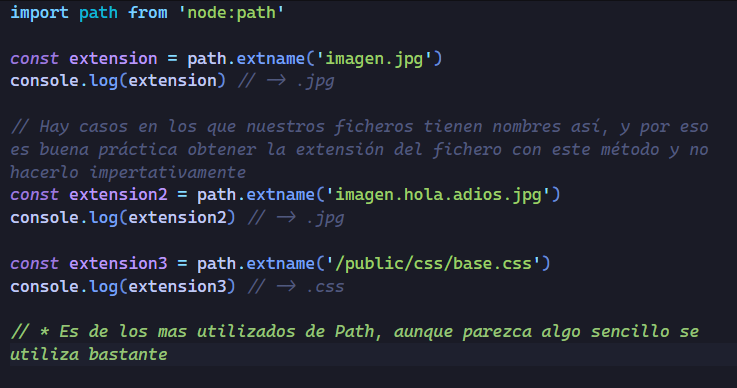 import path from 'node:path'
const extension = path.extname('imagen.jpg')
console.log(extension) // -> .jpg
// Hay casos en los que nuestros ficheros tienen nombres así, y por eso
es buena práctica obtener la extensión del fichero con este método y no
hacerlo impertativamente
const extension2 = path.extname('imagen.hola.adios.jpg')
console.log(extension2) // -> .jpg
const extension3 = path.extname('/public/css/base.css')
console.log(extension3) // -> .css
// * Es de los mas utilizados de Path, aunque parezca algo sencillo se
utiliza bastante